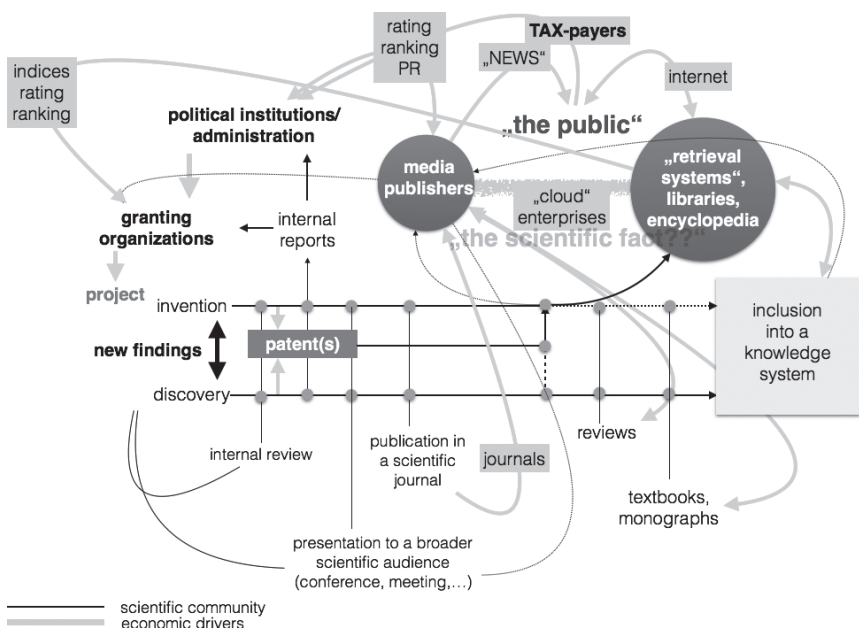 rating
ranking
PR
TAX-payers
„NEWS“
indices
rating
ranking
internet
political institutions/
administration
„the public“
media
publishers
„retrieval
systems“,
libraries,
encyclopedia
„cloud“
enterprises
granting
organizations
internal
reports
„the scientific fact??“
project
invention
inclusion
into a
knowledge
system
new findings
patent(s)
discovery
internal review
publication in
a scientific
journal
journals
reviews
textbooks,
monographs
presentation to a broader
scientific audience
(conference, meeting,...)
scientific community
economic drivers